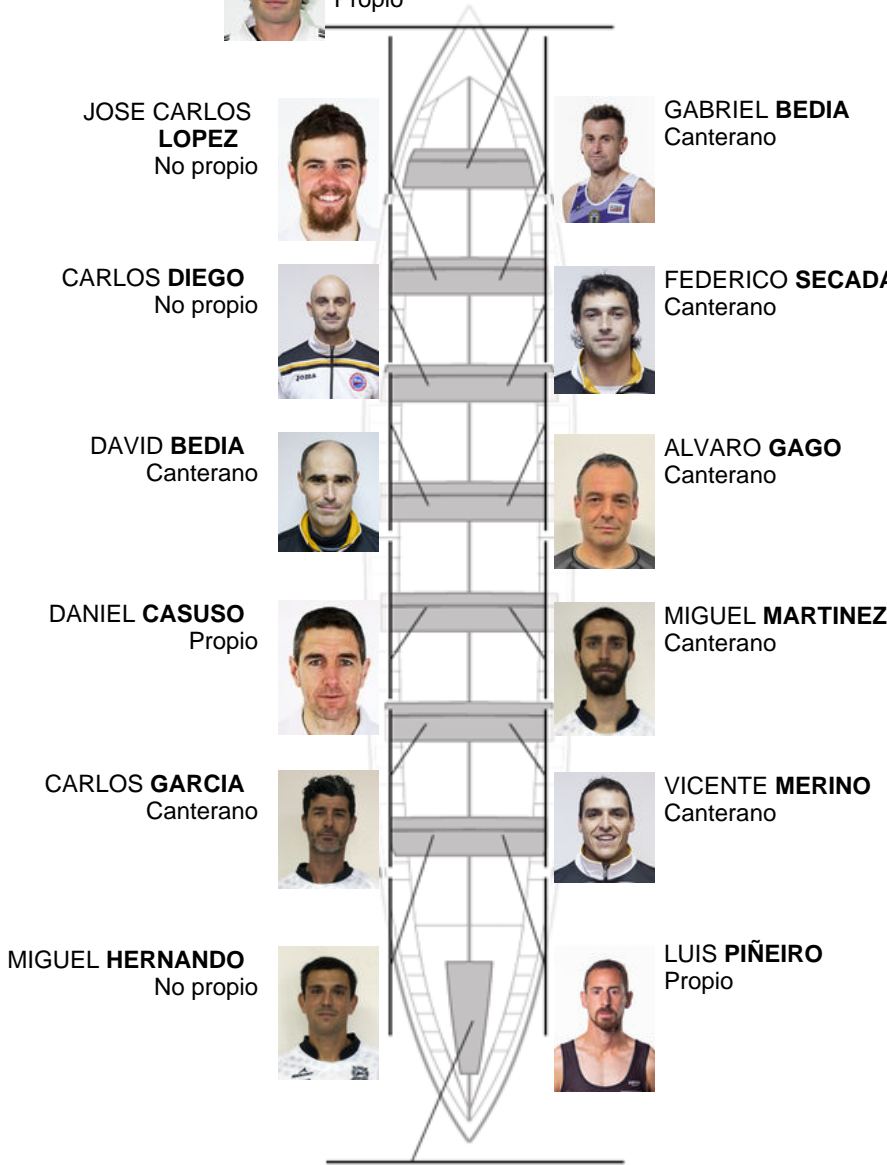 Propio
JOSE CARLOS
LOPEZ
No propio
GABRIEL BEDIA
Canterano
CARLOS DIEGO
No propio
FEDERICO SECADA
Canterano
joma
DAVID BEDIA
Canterano
ALVARO GAGO
Canterano
DANIEL CASUSO
Propio
MIGUEL MARTINEZ
Canterano
CARLOS GARCIA
Canterano
VICENTE MERINO
Canterano
MIGUEL HERNANDO
No propio
LUIS PIÑEIRO
Propio